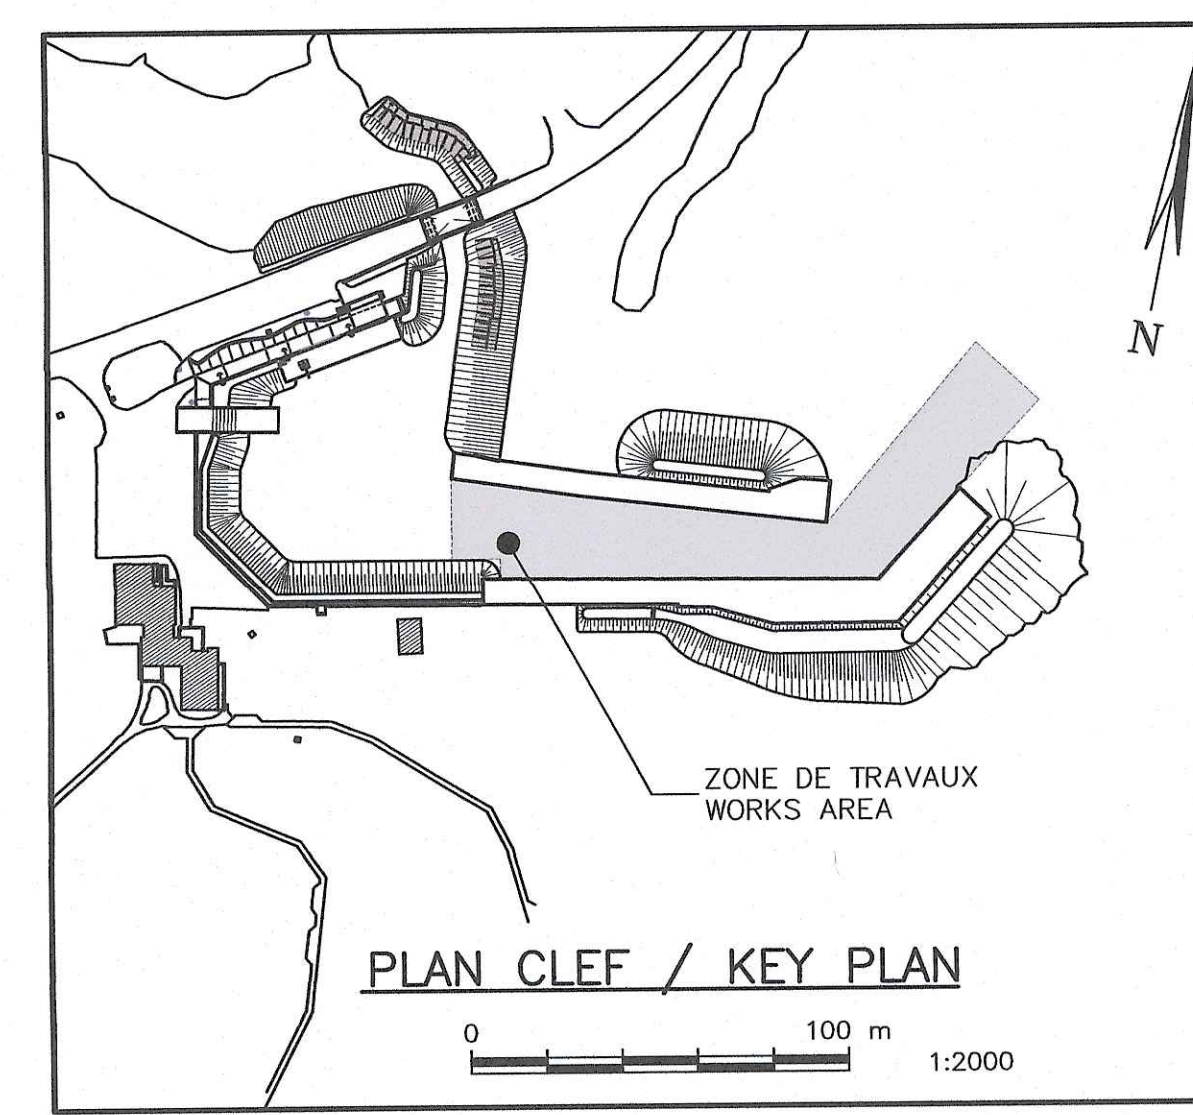 N
ZONE DE TRAVAUX
WORKS AREA
PLAN CLEF / KEY PLAN
0 100 m
1:2000